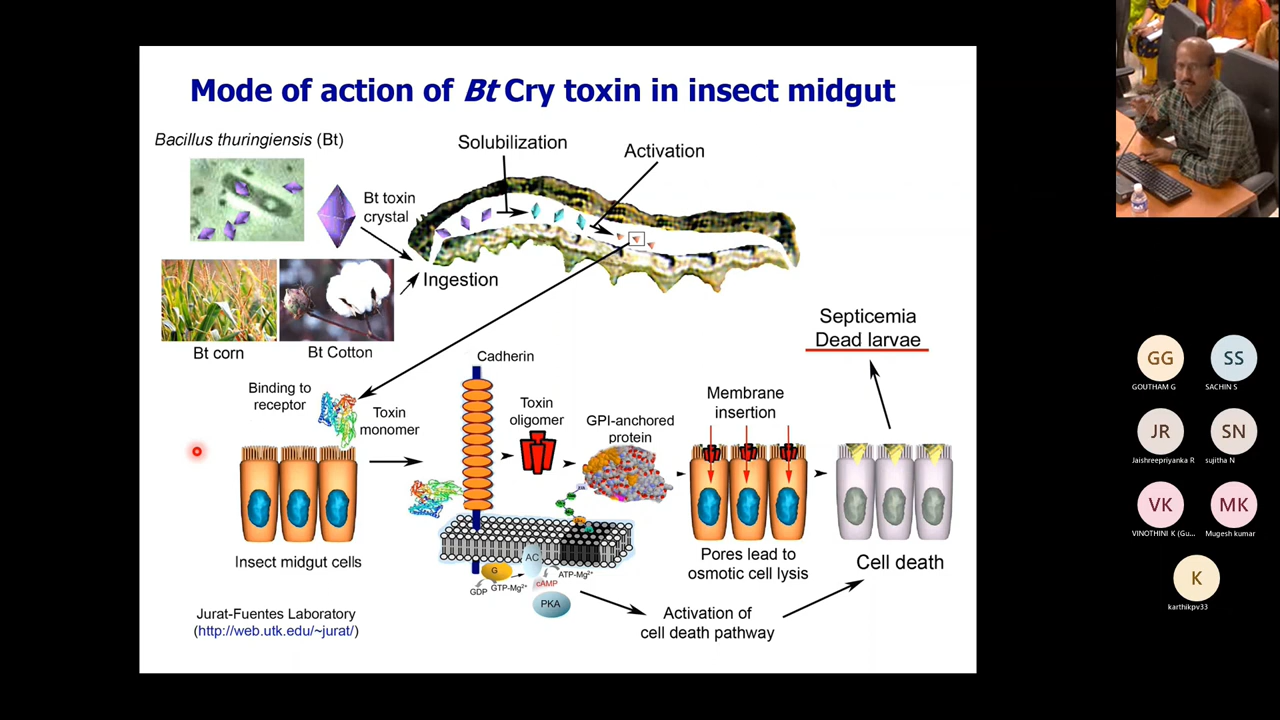 Mode of action of Bt Cry toxin in insect midgut
Bacillus thuringiensis (Bt)
Bt toxin
crystal
Solubilization
Activation
Ingestion
Bt corn
Bt Cotton
Septicemia
Dead larvae
Binding to
receptor
Toxin
monomer
Cadherin
Toxin
oligomer
GPI-anchored
protein
Membrane
insertion
Insect midgut cells
G
AC
GDP
GTP-Mg2+
cAMP
ATP-Mg2+
PKA
Pores lead to
osmotic cell lysis
Cell death
Activation of
cell death pathway
Jurat-Fuentes Laboratory
(http://web.utk.edu/~jurat/)
GG
GOUTHAM G
SS
SACHIN S
JR
Jaishreepriyanka R
SN
sujitha N
VK
VINOTHINI K (Gu...
MK
Mugesh kumar
K
karthikpv33